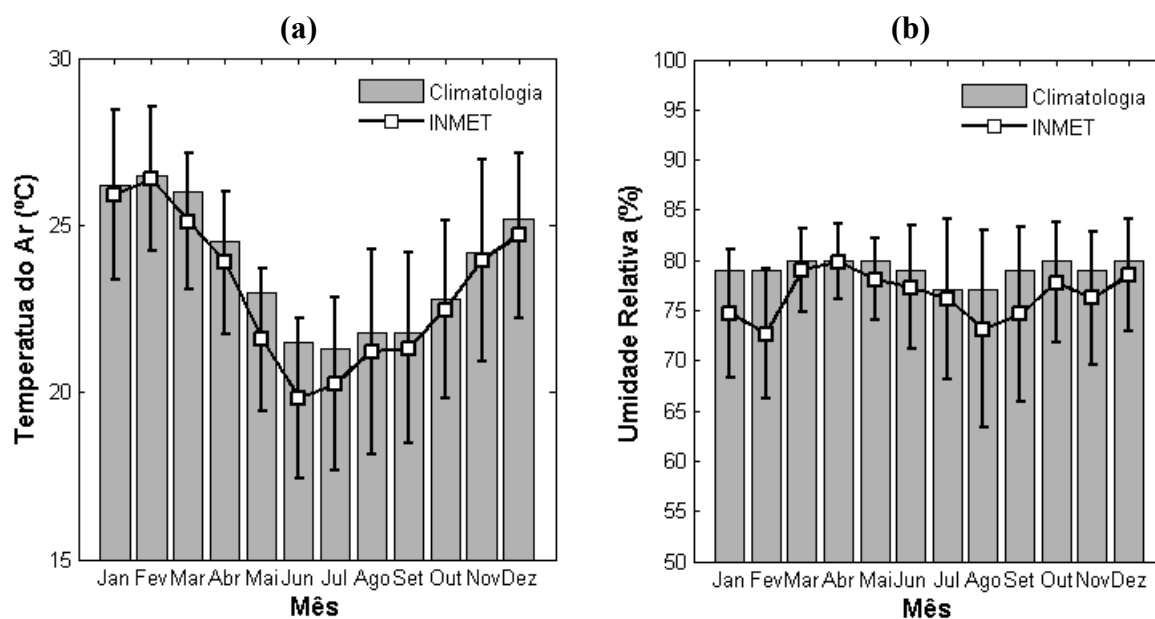 (a)
30
25
20
15
Temperatua do Ar (ºC)
Climatologia
INMET
Jan Fev Mar Abr Mai Jun Jul Ago Set Out Nov Dez
Mês
(b)
100
95
90
85
80
75
70
65
60
55
50
Umidade Relativa (%)
Climatologia
INMET
Jan Fev Mar Abr Mai Jun Jul Ago Set Out Nov Dez
Mês